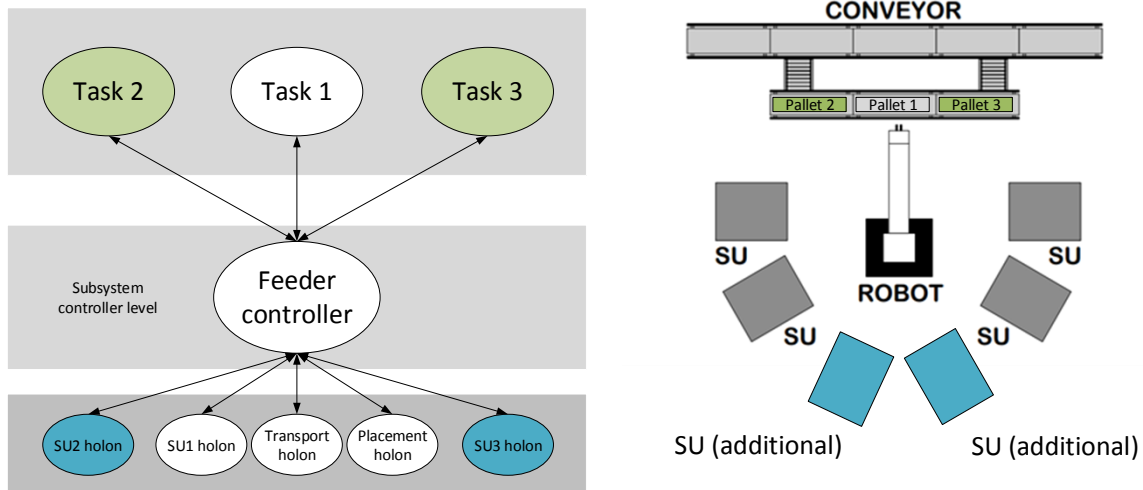 Task 2
Task 1
Task 3
Subsystem
controller level
Feeder
controller
SU2 holon
SU1 holon
Transport
holon
Placement
holon
SU3 holon
CONVEYOR
Pallet 2
Pallet 1
Pallet 3
SU
SU
ROBOT
SU
SU
SU (additional)
SU (additional)